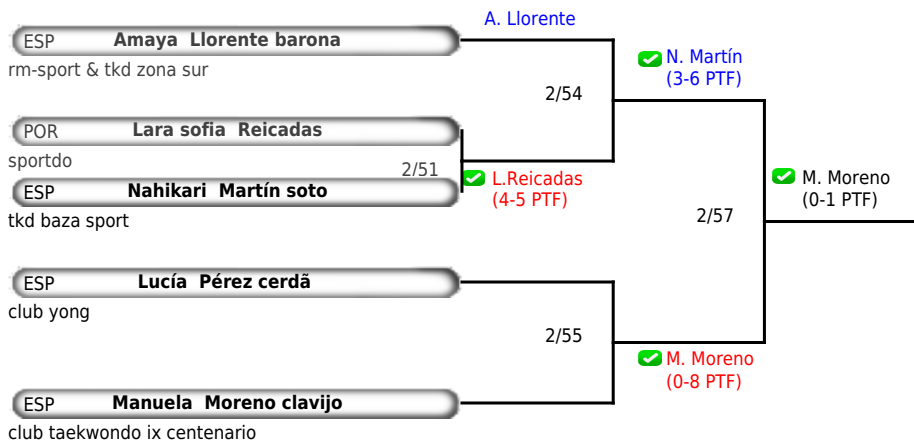 A. Llorente
ESP Amaya Llorente barona
rm-sport & tkd zona sur
N. Martín
(3-6 PTF)
2/54
POR Lara sofia Reicadas
sportdo
2/51
L.Reicadas
(4-5 PTF)
ESP Nahikari Martín soto
tkd baza sport
M. Moreno
(0-1 PTF)
2/57
ESP Lucía Pérez cerdã
club yong
2/55
M. Moreno
(0-8 PTF)
ESP Manuela Moreno clavijo
club taekwondo ix centenario